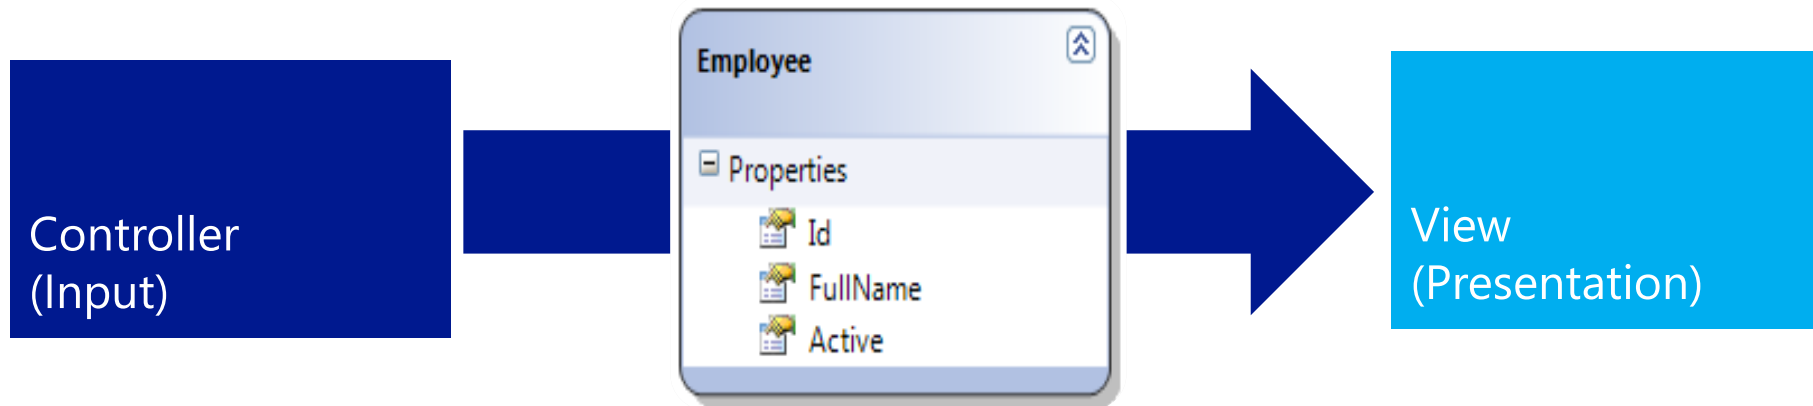 Controller
(Input)
Employee
Properties
Id
FullName
Active
View
(Presentation)